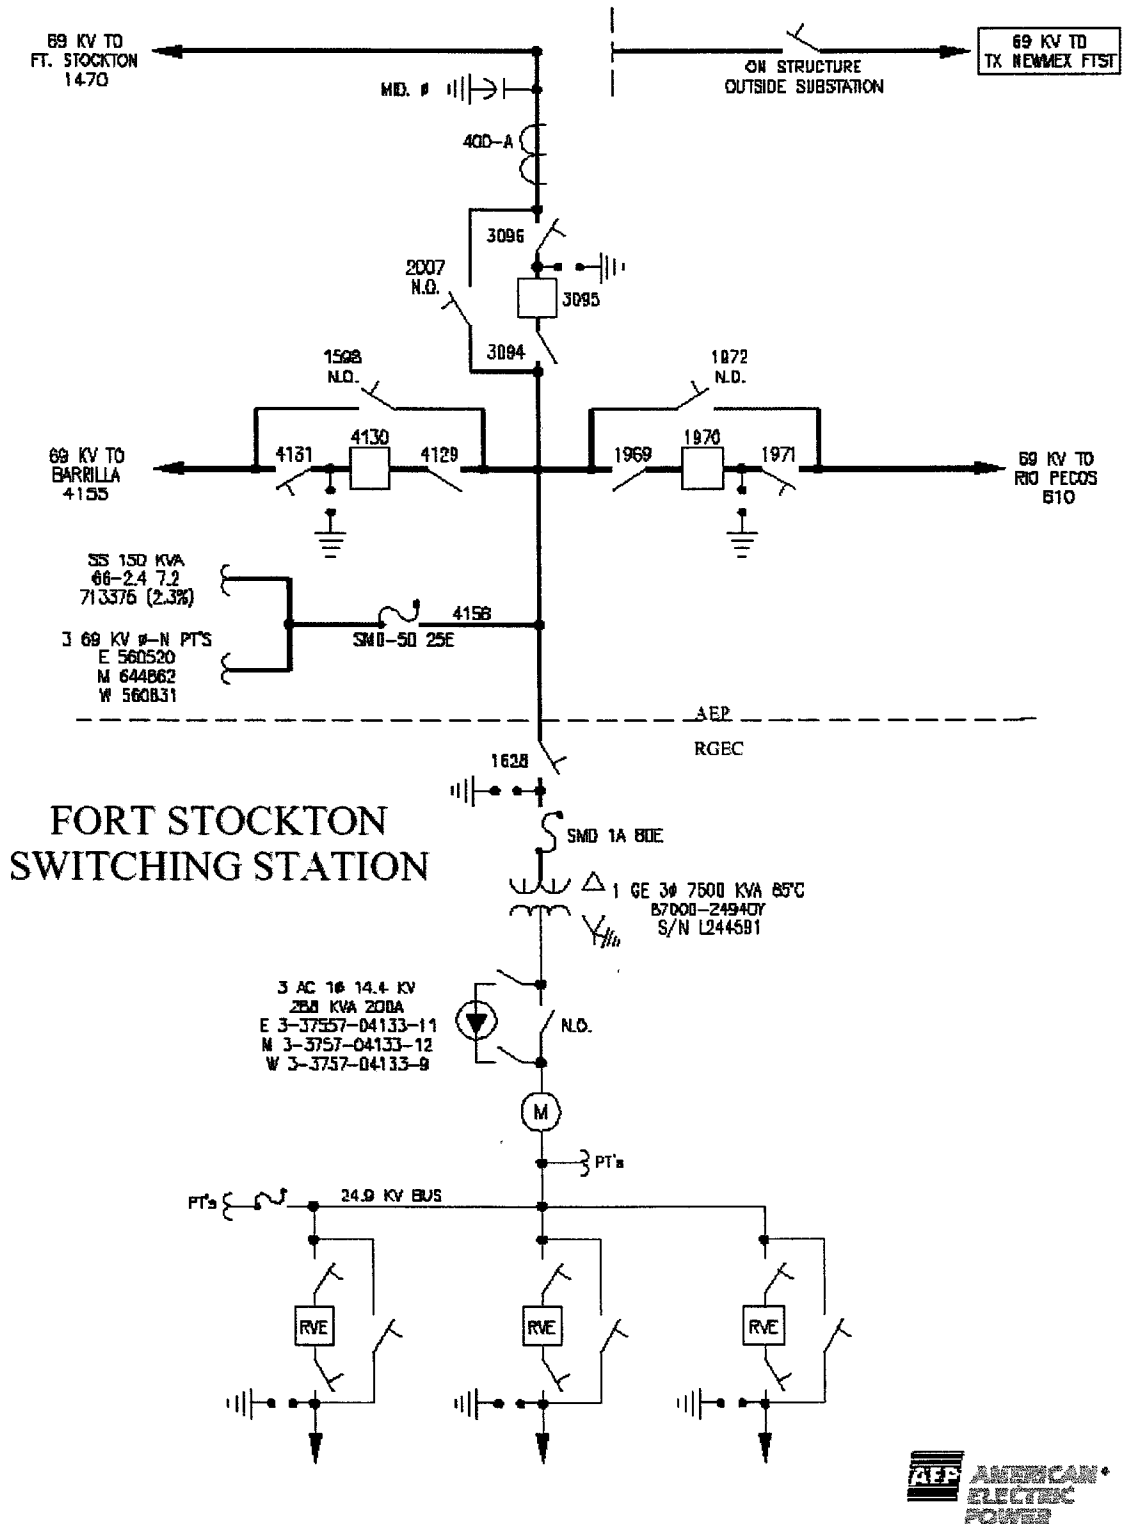 69 KV TO
FT. STOCKTON
1470
69 KV TO
TX NEWMEX FTST
ON STRUCTURE
OUTSIDE SUBSTATION
MID. ø
400-A
3096
2007
N.O.
3095
3094
1598
N.O.
1972
N.O.
69 KV TO
BARRILLA
4155
4131
4130
4129
1969
1970
1971
69 KV TO
RIO PECOS
610
SS 150 KVA
66-2.4 7.2
713376 (2.3%)
4156
SMD-50 25E
3 69 KV ø-N PT'S
E 560520
M 644862
W 560831
AEP
RGEC
1628
FORT STOCKTON
SWITCHING STATION
SMD 1A 80E
1 GE 3ø 7500 KVA 65°C
67000-24940Y
S/N L244591
3 AC 1ø 14.4 KV
288 KVA 200A
E 3-37557-04133-11
M 3-3757-04133-12
W 3-3757-04133-9
N.O.
M
PT's
PT's
24.9 KV BUS
RVE
RVE
RVE
AEP
AMERICAN
ELECTRIC
POWER